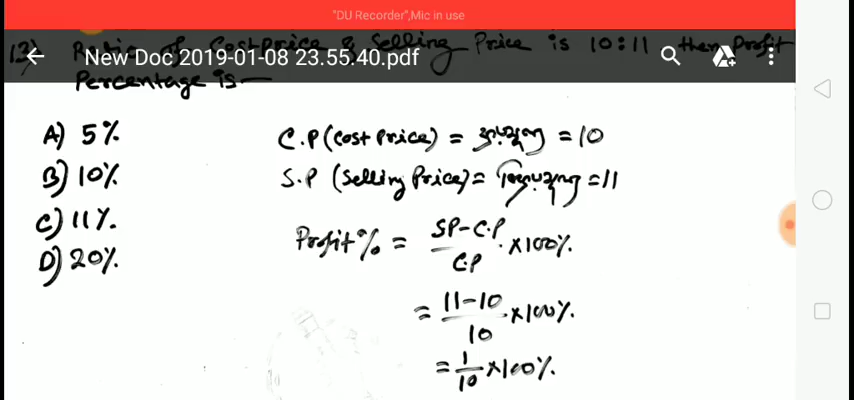 "DU Recorder",Mic in use
13) Ratio of Cost price & Selling Price is 10:11 then Profit
New Doc 2019-01-08 23.55.40.pdf
Percentage is—
A) 5%
B) 10%
C) 11%.
D) 20%.
C.P (Cost Price) = = 10
S.P (Selling Price) = = 11
Profit% = SP-C.P / C.P × 100%.
= 11-10 / 10 × 100%.
= 1/10 × 100%.